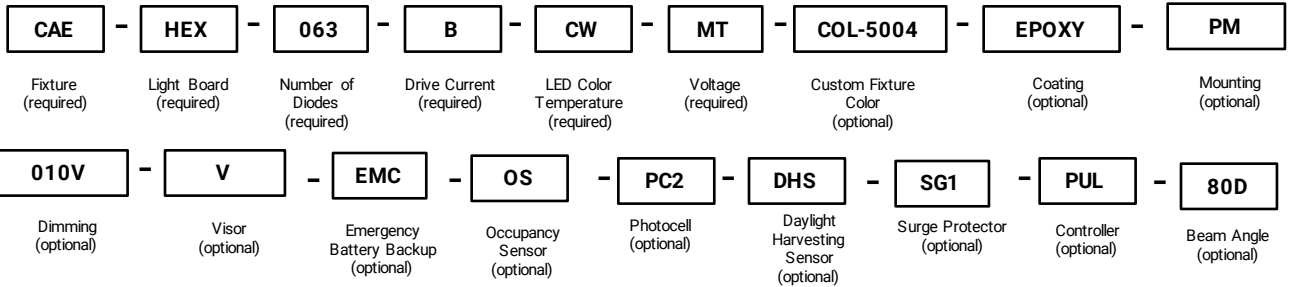 CAE - HEX - 063 - B - CW - MT - COL-5004 - EPOXY - PM
Fixture
(required)
Light Board
(required)
Number of
Diodes
(required)
Drive Current
(required)
LED Color
Temperature
(required)
Voltage
(required)
Custom Fixture
Color
(optional)
Coating
(optional)
Mounting
(optional)
010V - V - EMC - OS - PC2 - DHS - SG1 - PUL - 80D
Dimming
(optional)
Visor
(optional)
Emergency
Battery Backup
(optional)
Occupancy
Sensor
(optional)
Photocell
(optional)
Daylight
Harvesting
Sensor
(optional)
Surge Protector
(optional)
Controller
(optional)
Beam Angle
(optional)